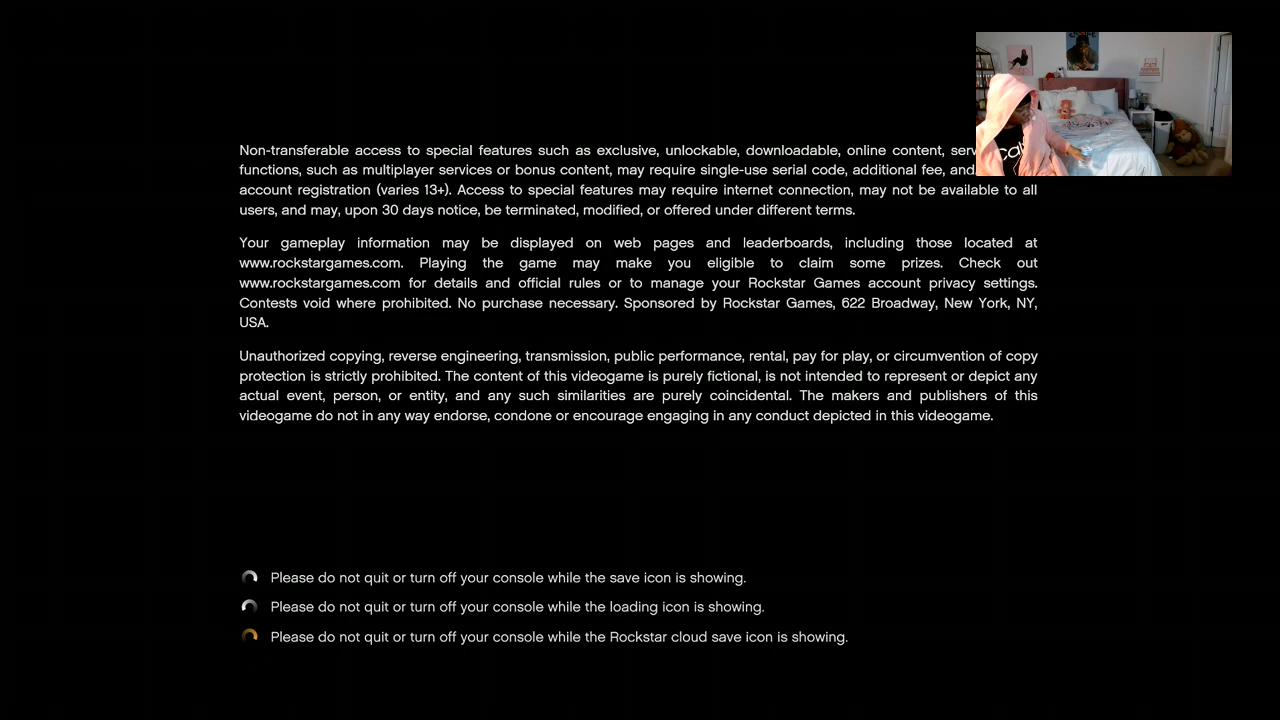 Non-transferable access to special features such as exclusive, unlockable, downloadable, online content,
functions, such as multiplayer services or bonus content, may require single-use serial code, additional fee,
account registration (varies 13+). Access to special features may require internet connection, may not be available to all
users, and may, upon 30 days notice, be terminated, modified, or offered under different terms.
Your gameplay information may be displayed on web pages and leaderboards, including those located at
www.rockstargames.com. Playing the game may make you eligible to claim some prizes. Check out
www.rockstargames.com for details and official rules or to manage your Rockstar Games account privacy settings.
Contests void where prohibited. No purchase necessary. Sponsored by Rockstar Games, 622 Broadway, New York, NY,
USA.
Unauthorized copying, reverse engineering, transmission, public performance, rental, pay for play, or circumvention of copy
protection is strictly prohibited. The content of this videogame is purely fictional, is not intended to represent or depict any
actual event, person, or entity, and any such similarities are purely coincidental. The makers and publishers of this
videogame do not in any way endorse, condone or encourage engaging in any conduct depicted in this videogame.
Please do not quit or turn off your console while the save icon is showing.
Please do not quit or turn off your console while the loading icon is showing.
Please do not quit or turn off your console while the Rockstar cloud save icon is showing.